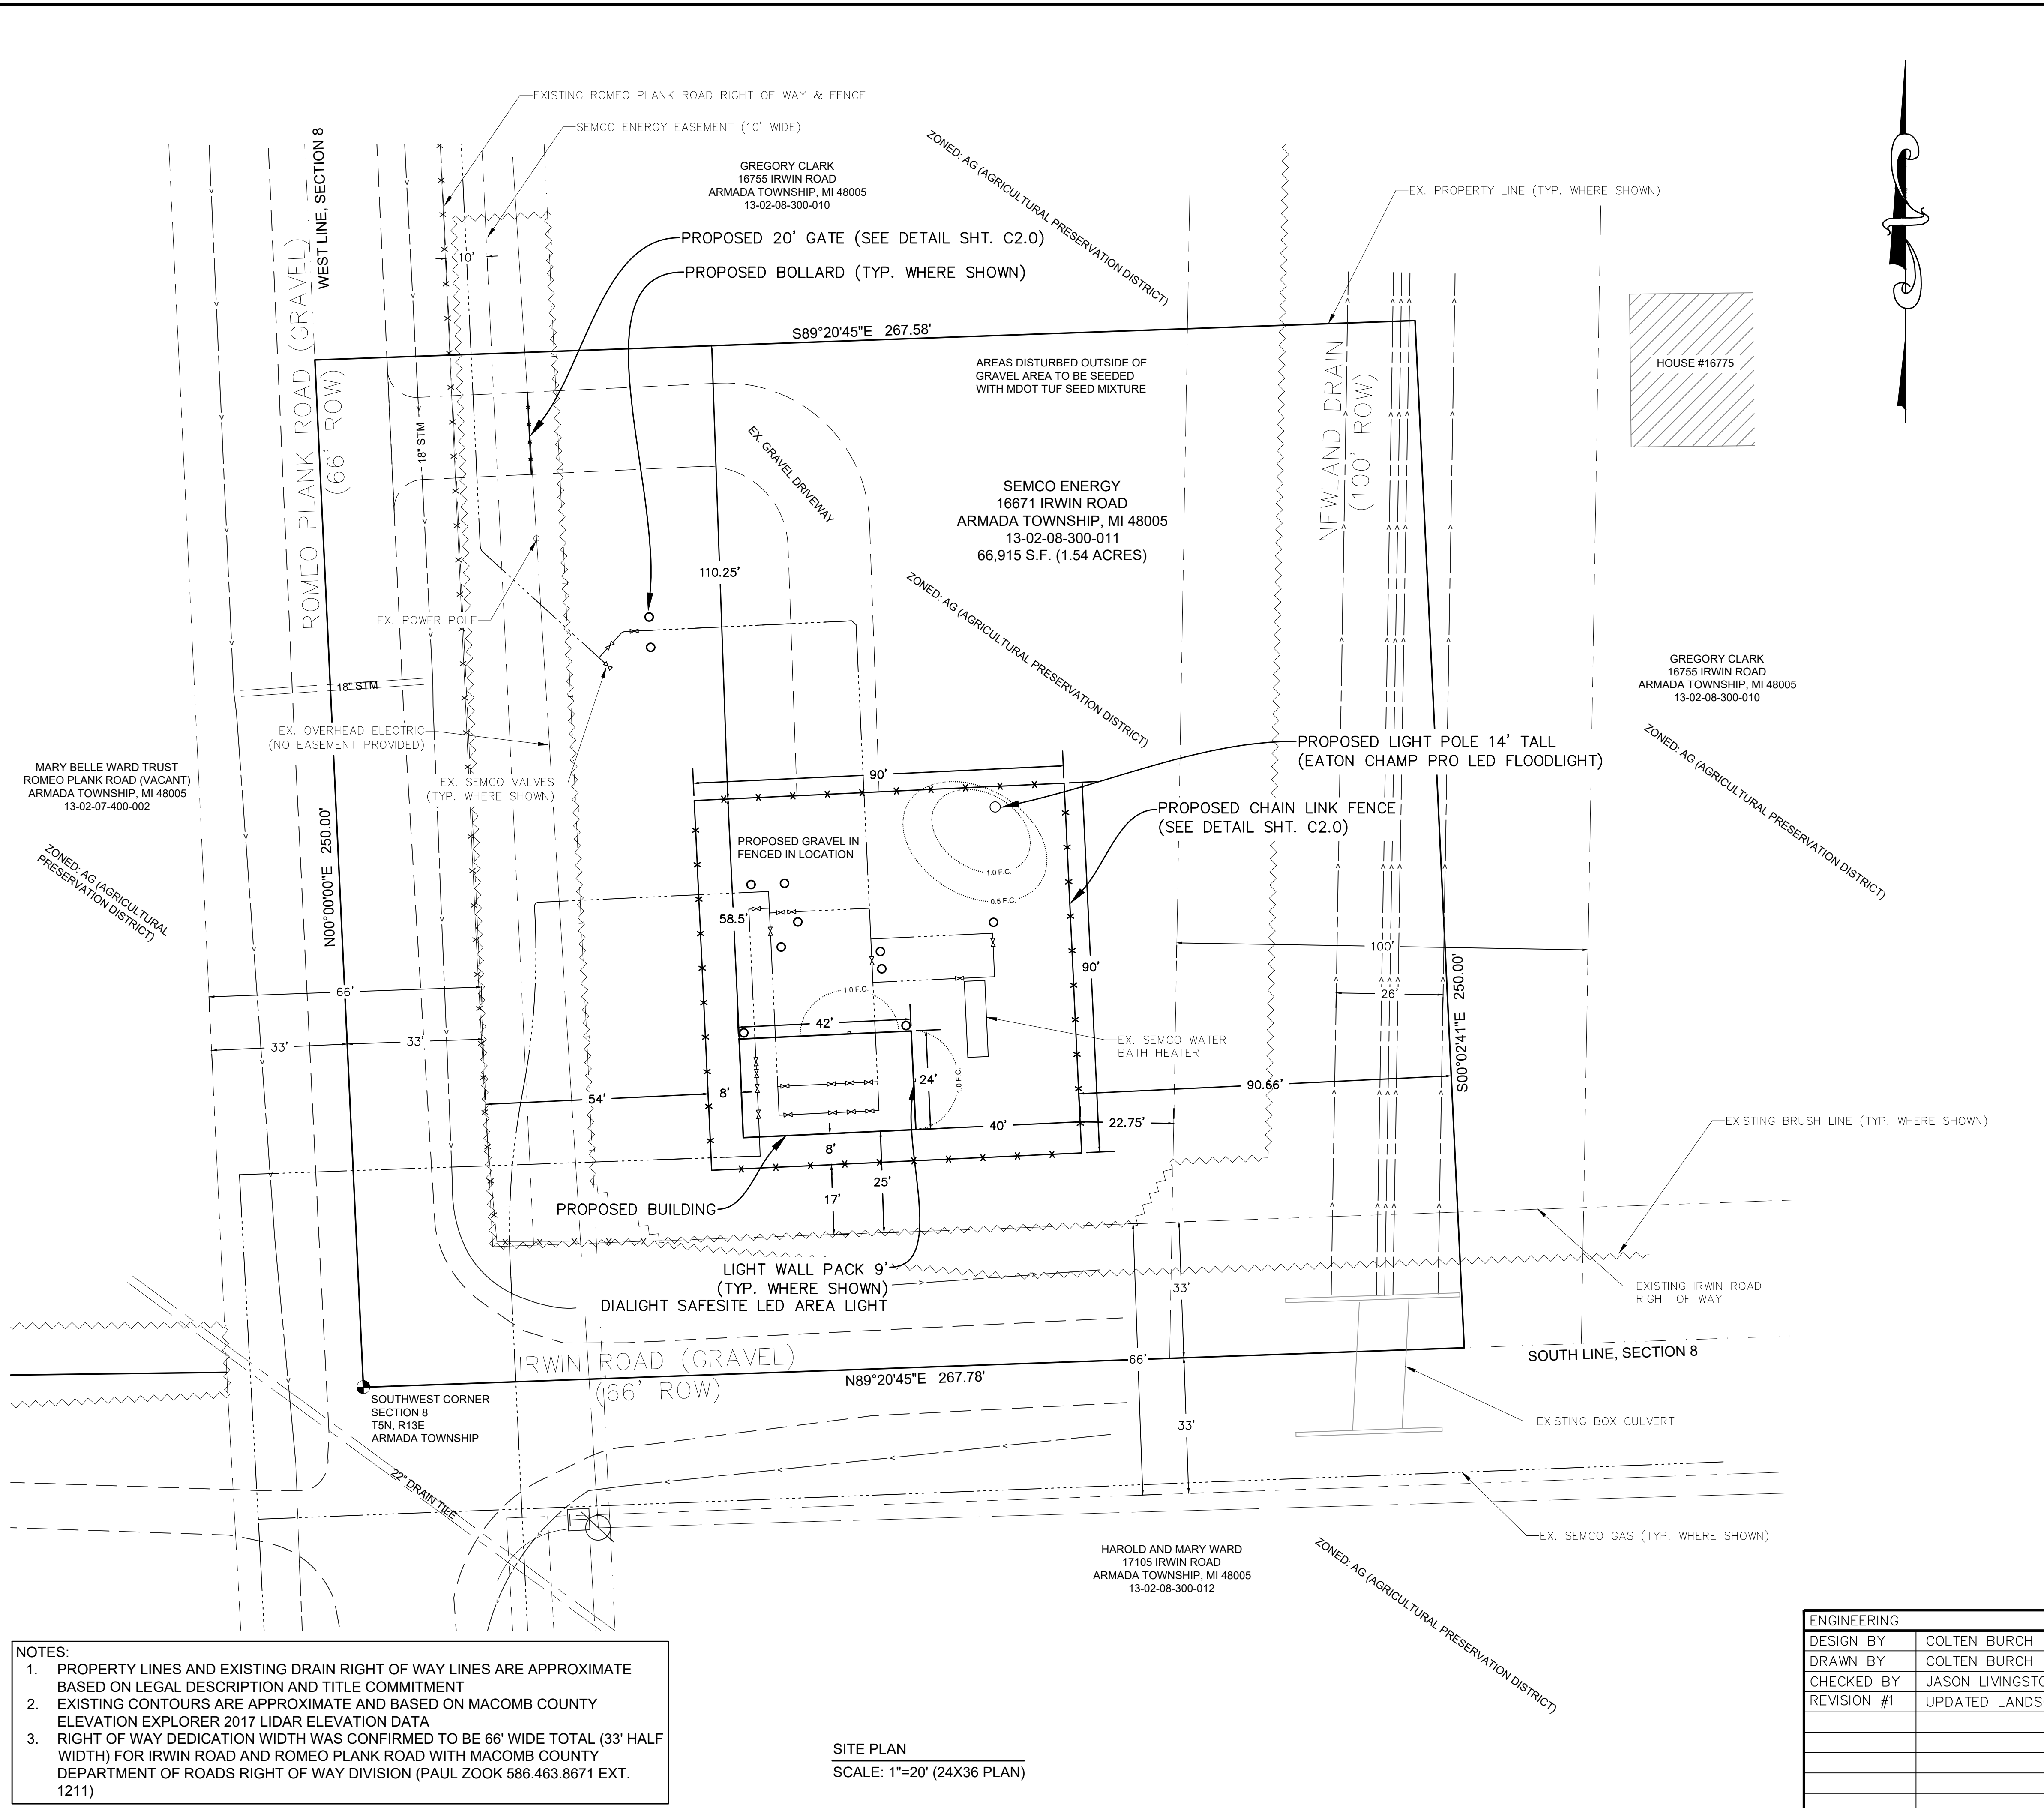 EXISTING ROMEO PLANK ROAD RIGHT OF WAY & FENCE
SEMCO ENERGY EASEMENT (10' WIDE)
WEST LINE, SECTION 8
GREGORY CLARK
16755 IRWIN ROAD
ARMADA TOWNSHIP, MI 48005
13-02-08-300-010
ZONED: AG (AGRICULTURAL PRESERVATION DISTRICT)
EX. PROPERTY LINE (TYP. WHERE SHOWN)
PROPOSED 20' GATE (SEE DETAIL SHT. C2.0)
10'
PROPOSED BOLLARD (TYP. WHERE SHOWN)
S89°20'45"E 267.58'
AREAS DISTURBED OUTSIDE OF
GRAVEL AREA TO BE SEEDED
WITH MDOT TUF SEED MIXTURE
HOUSE #16775
ROMEO PLANK ROAD (GRAVEL)
(66' ROW)
18" STM
EX. GRAVEL DRIVEWAY
NEWLAND DRAIN
(100' ROW)
SEMCO ENERGY
16671 IRWIN ROAD
ARMADA TOWNSHIP, MI 48005
13-02-08-300-011
66,915 S.F. (1.54 ACRES)
110.25'
ZONED: AG (AGRICULTURAL PRESERVATION DISTRICT)
EX. POWER POLE
18" STM
GREGORY CLARK
16755 IRWIN ROAD
ARMADA TOWNSHIP, MI 48005
13-02-08-300-010
ZONED: AG (AGRICULTURAL PRESERVATION DISTRICT)
EX. OVERHEAD ELECTRIC
(NO EASEMENT PROVIDED)
PROPOSED LIGHT POLE 14' TALL
(EATON CHAMP PRO LED FLOODLIGHT)
MARY BELLE WARD TRUST
ROMEO PLANK ROAD (VACANT)
ARMADA TOWNSHIP, MI 48005
13-02-07-400-002
EX. SEMCO VALVES
(TYP. WHERE SHOWN)
90'
PROPOSED CHAIN LINK FENCE
(SEE DETAIL SHT. C2.0)
ZONED: AG (AGRICULTURAL
PRESERVATION DISTRICT)
N00°00'00"E 250.00'
PROPOSED GRAVEL IN
FENCED IN LOCATION
1.0 F.C.
0.5 F.C.
58.5'
100'
90'
66'
1.0 F.C.
26'
S00°02'41"E 250.00'
42'
33'
33'
EX. SEMCO WATER
BATH HEATER
54'
8'
24'
1.0 F.C.
90.66'
40'
22.75'
EXISTING BRUSH LINE (TYP. WHERE SHOWN)
8'
25'
17'
PROPOSED BUILDING
LIGHT WALL PACK 9'
(TYP. WHERE SHOWN)
DIALIGHT SAFESITE LED AREA LIGHT
33'
EXISTING IRWIN ROAD
RIGHT OF WAY
IRWIN ROAD (GRAVEL)
(66' ROW)
66'
N89°20'45"E 267.78'
SOUTH LINE, SECTION 8
SOUTHWEST CORNER
SECTION 8
T5N, R13E
ARMADA TOWNSHIP
33'
EXISTING BOX CULVERT
22" DRAIN TILE
EX. SEMCO GAS (TYP. WHERE SHOWN)
HAROLD AND MARY WARD
17105 IRWIN ROAD
ARMADA TOWNSHIP, MI 48005
13-02-08-300-012
ZONED: AG (AGRICULTURAL PRESERVATION DISTRICT)
NOTES:
1. PROPERTY LINES AND EXISTING DRAIN RIGHT OF WAY LINES ARE APPROXIMATE
BASED ON LEGAL DESCRIPTION AND TITLE COMMITMENT
2. EXISTING CONTOURS ARE APPROXIMATE AND BASED ON MACOMB COUNTY
ELEVATION EXPLORER 2017 LIDAR ELEVATION DATA
3. RIGHT OF WAY DEDICATION WIDTH WAS CONFIRMED TO BE 66' WIDE TOTAL (33' HALF
WIDTH) FOR IRWIN ROAD AND ROMEO PLANK ROAD WITH MACOMB COUNTY
DEPARTMENT OF ROADS RIGHT OF WAY DIVISION (PAUL ZOOK 586.463.8671 EXT.
1211)
SITE PLAN
SCALE: 1"=20' (24X36 PLAN)
ENGINEERING
DESIGN BY COLTEN BURCH
DRAWN BY COLTEN BURCH
CHECKED BY JASON LIVINGSTO
REVISION #1 UPDATED LANDS